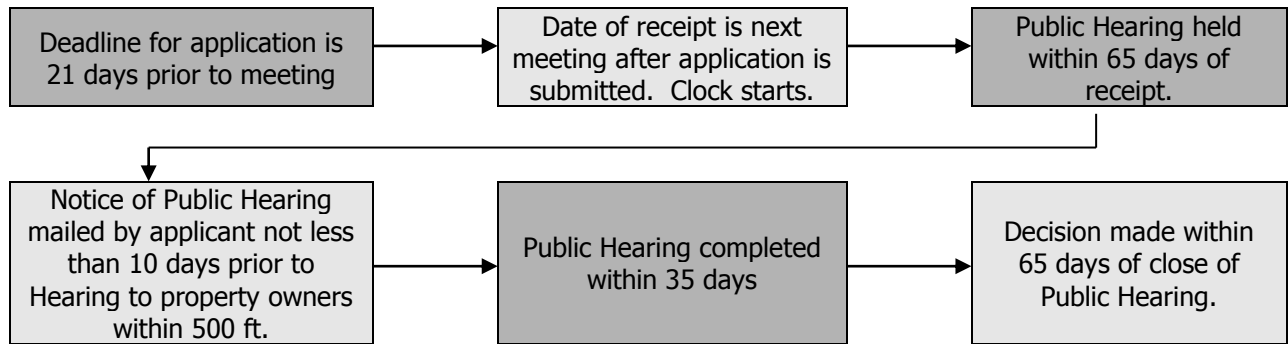 Deadline for application is
21 days prior to meeting
Date of receipt is next
meeting after application is
submitted. Clock starts.
Public Hearing held
within 65 days of
receipt.
Notice of Public Hearing
mailed by applicant not less
than 10 days prior to
Hearing to property owners
within 500 ft.
Public Hearing completed
within 35 days
Decision made within
65 days of close of
Public Hearing.